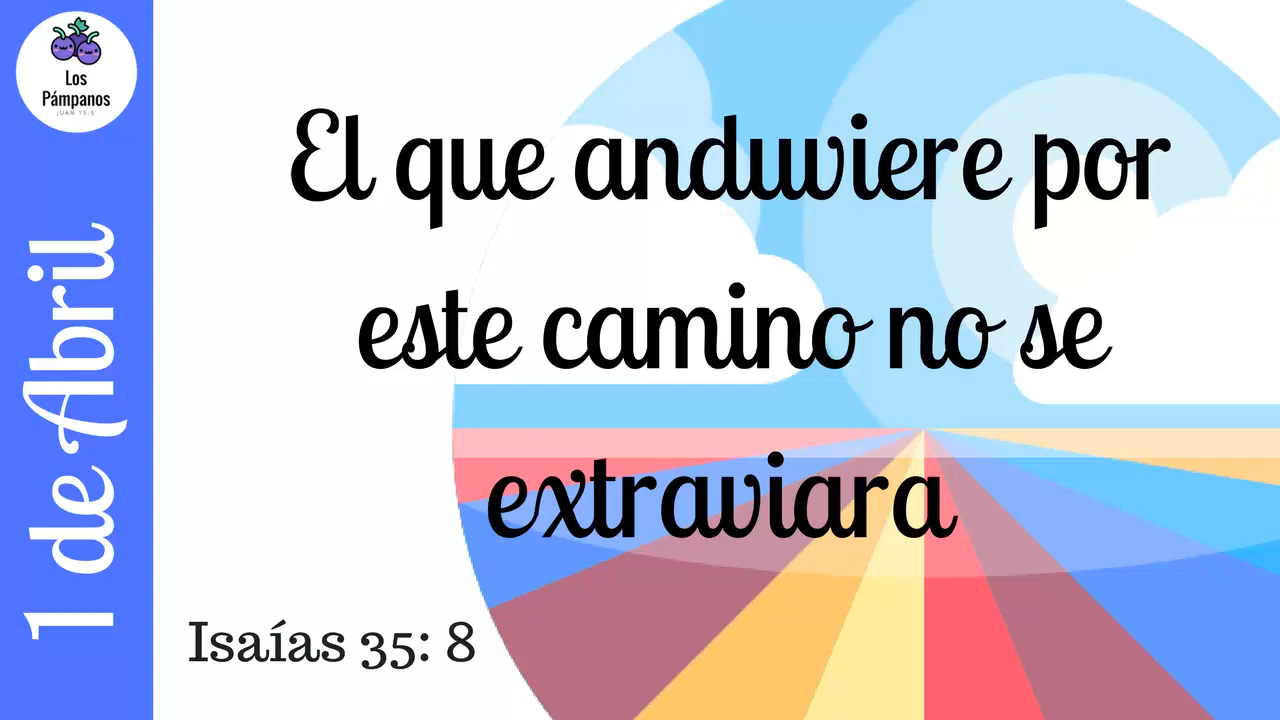 Los
Pámpanos
JUAN 15:5
1 de Abril
El que anduviere por
este camino no se
extraviara
Isaías 35: 8